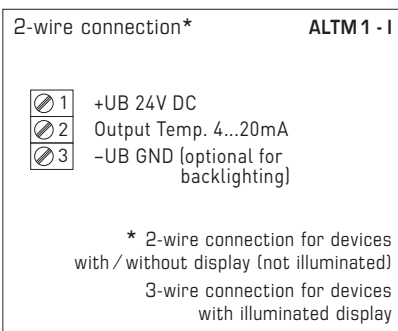 2-wire connection* ALTM 1 - I
1 +UB 24V DC
2 Output Temp. 4...20mA
3 –UB GND (optional for
backlighting)
* 2-wire connection for devices
with / without display (not illuminated)
3-wire connection for devices
with illuminated display